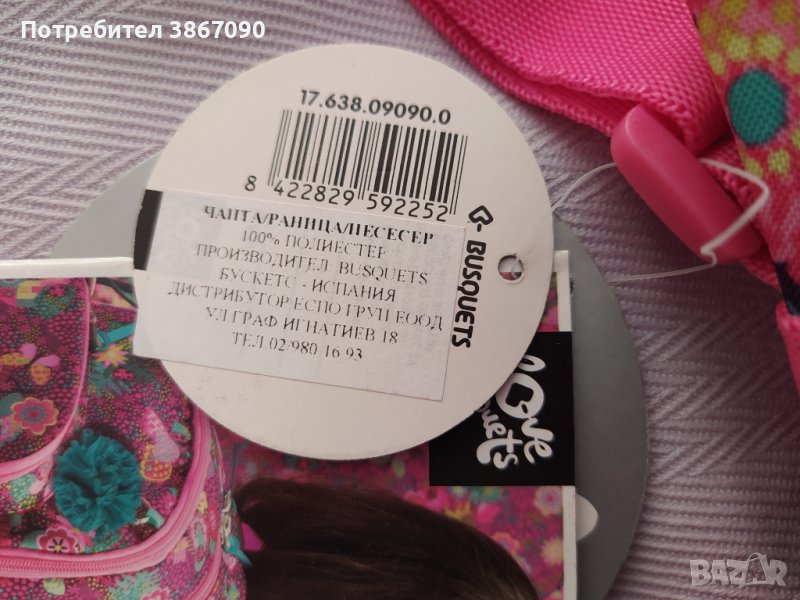 Потребител 3867090
17.638.09090.0
8 422829 592252
BUSQUETS
ЧАНТА/РАНИЦА/НЕСЕСЕР
100% ПОЛИЕСТЕР
ПРОИЗВОДИТЕЛ: BUSQUETS
БУСКЕТС - ИСПАНИЯ
ДИСТРИБУТОР ЕСПО ГРУП ЕООД
УЛ.ГРАФ ИГНАТИЕВ 18
ТЕЛ 02-980 16 93
BAZAR